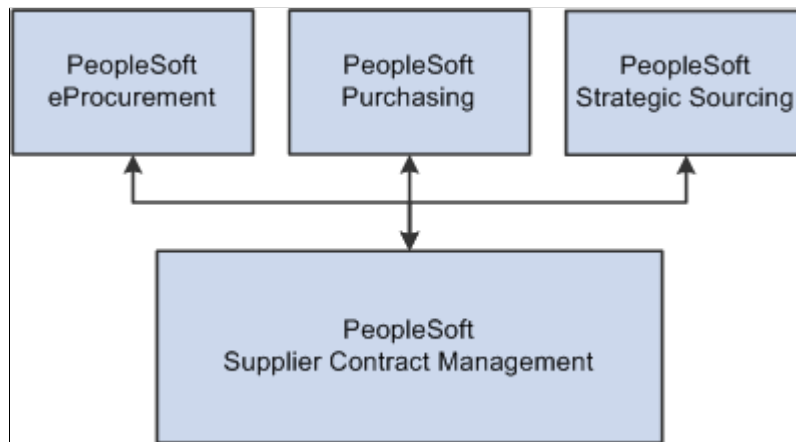 PeopleSoft
eProcurement
PeopleSoft
Purchasing
PeopleSoft
Strategic Sourcing
PeopleSoft
Supplier Contract Management